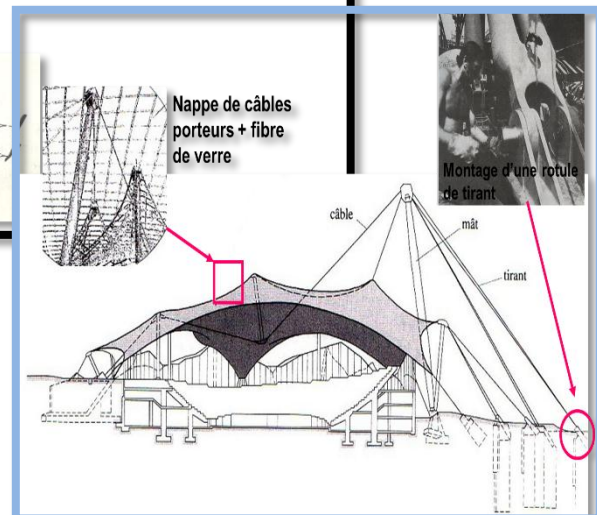 Nappe de câbles
porteurs + fibre
de verre
Montage d'une rotule
de tirant
câble
mât
tirant